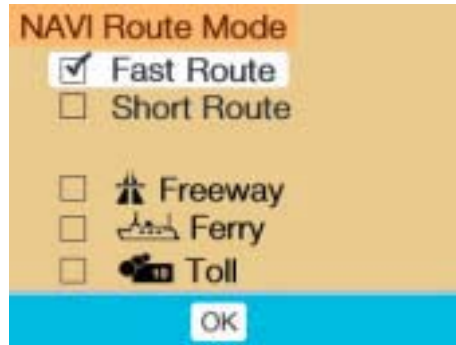 NAVI Route Mode
Fast Route
Short Route
Freeway
Ferry
Toll
OK